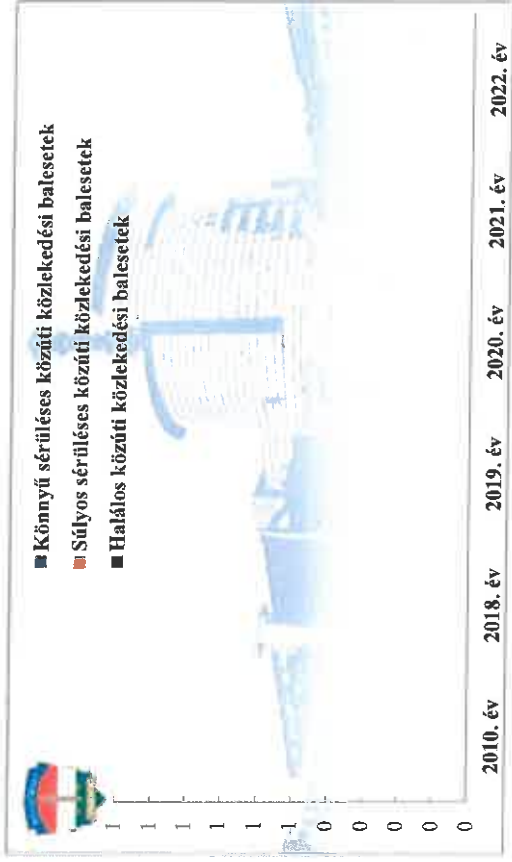 Könnyű sérüléses közúti közlekedési balesetek
Súlyos sérüléses közúti közlekedési balesetek
Halálos közúti közlekedési balesetek
1
1
1
1
1
1
0
0
0
0
0
2010. év
2018. év
2019. év
2020. év
2021. év
2022. év